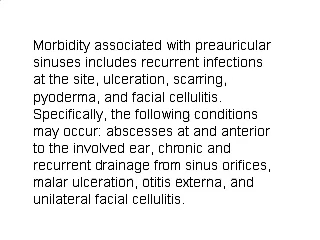 Morbidity associated with preauricular
sinuses includes recurrent infections
at the site, ulceration, scarring,
pyoderma, and facial cellulitis.
Specifically, the following conditions
may occur: abscesses at and anterior
to the involved ear, chronic and
recurrent drainage from sinus orifices,
malar ulceration, otitis externa, and
unilateral facial cellulitis.